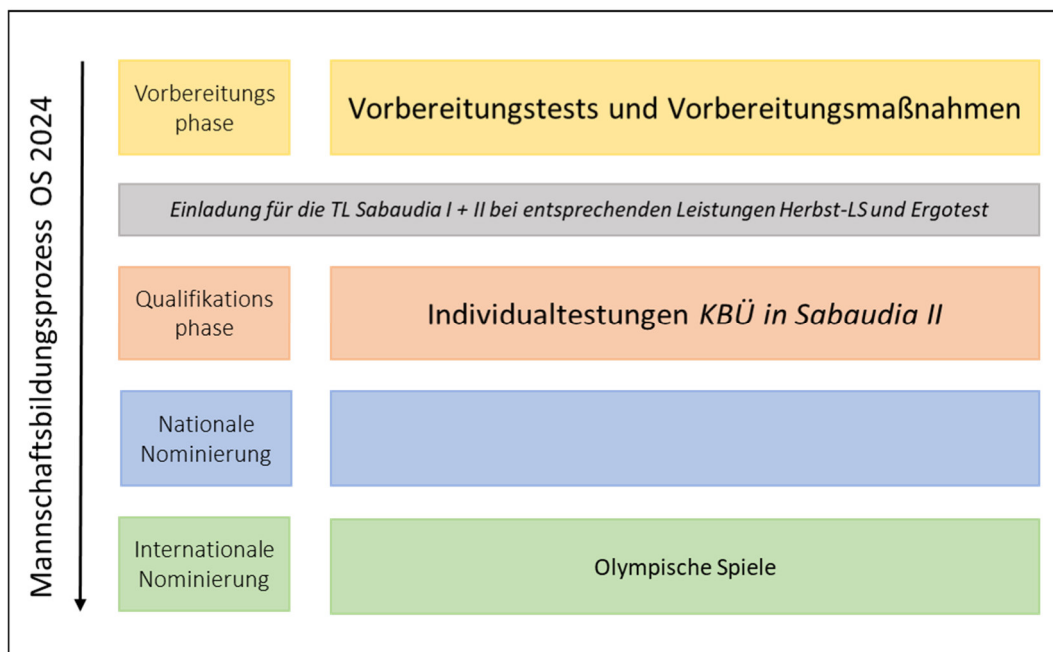 Mannschaftsbildungsprozess OS 2024
Vorbereitungs
phase
Vorbereitungstests und Vorbereitungsmaßnahmen
Einladung für die TL Sabaudia I + II bei entsprechenden Leistungen Herbst-LS und Ergotest
Qualifikations
phase
Individualtestungen KBÜ in Sabaudia II
Nationale
Nominierung
Internationale
Nominierung
Olympische Spiele